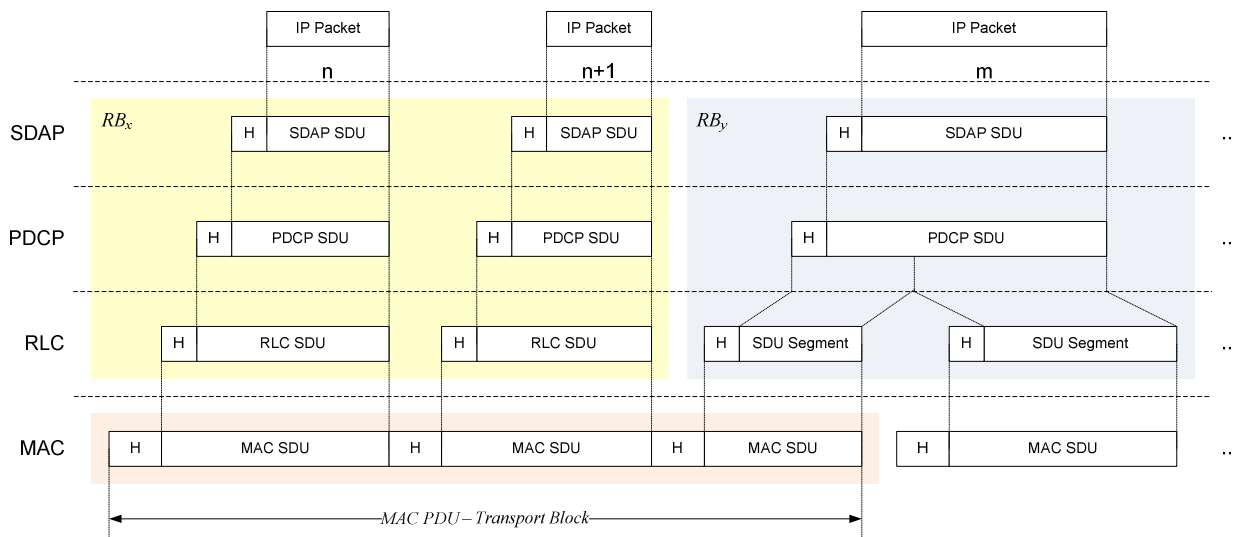 IP Packet IP Packet IP Packet
n n+1 m
RBx RBy
SDAP H SDAP SDU H SDAP SDU H SDAP SDU ..
PDCP H PDCP SDU H PDCP SDU H PDCP SDU ..
RLC H RLC SDU H RLC SDU H SDU Segment H SDU Segment ..
MAC H MAC SDU H MAC SDU H MAC SDU H MAC SDU ..
MAC PDU – Transport Block